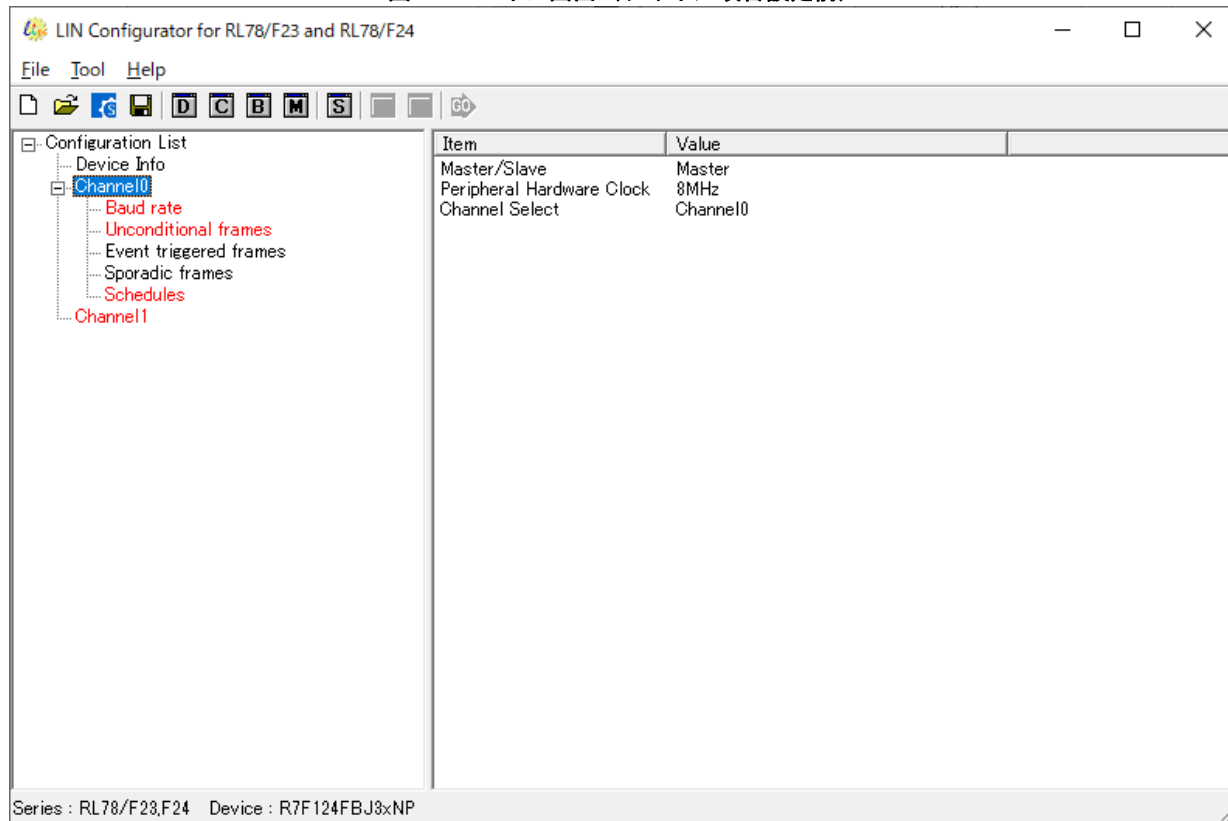 LIN Configurator for RL78/F23 and RL78/F24
File Tool Help
D C B M S GO
Configuration List
Device Info
Channel0
Baud rate
Unconditional frames
Event triggered frames
Sporadic frames
Schedules
Channel1
Item Value
Master/Slave Master
Peripheral Hardware Clock 8MHz
Channel Select Channel0
Series : RL78/F23,F24 Device : R7F124FBJ3xNP